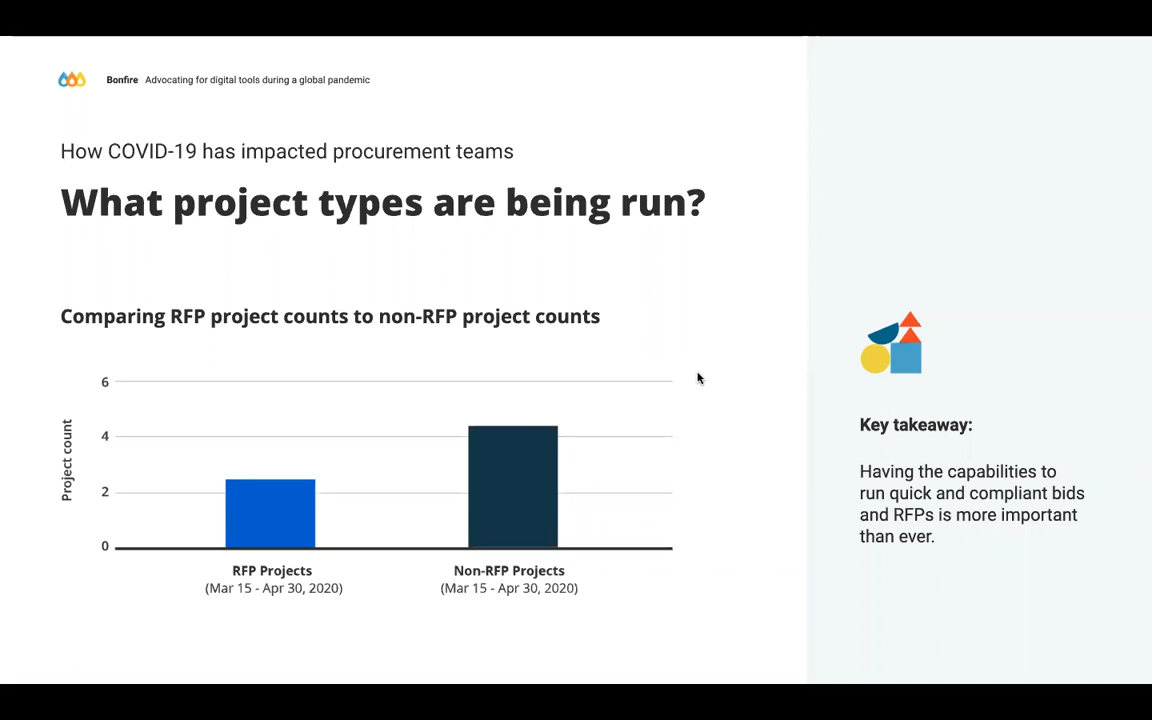 Bonfire Advocating for digital tools during a global pandemic
How COVID-19 has impacted procurement teams
What project types are being run?
Comparing RFP project counts to non-RFP project counts
Project count
6
4
2
0
RFP Projects
(Mar 15 - Apr 30, 2020)
Non-RFP Projects
(Mar 15 - Apr 30, 2020)
Key takeaway:
Having the capabilities to
run quick and compliant bids
and RFPs is more important
than ever.